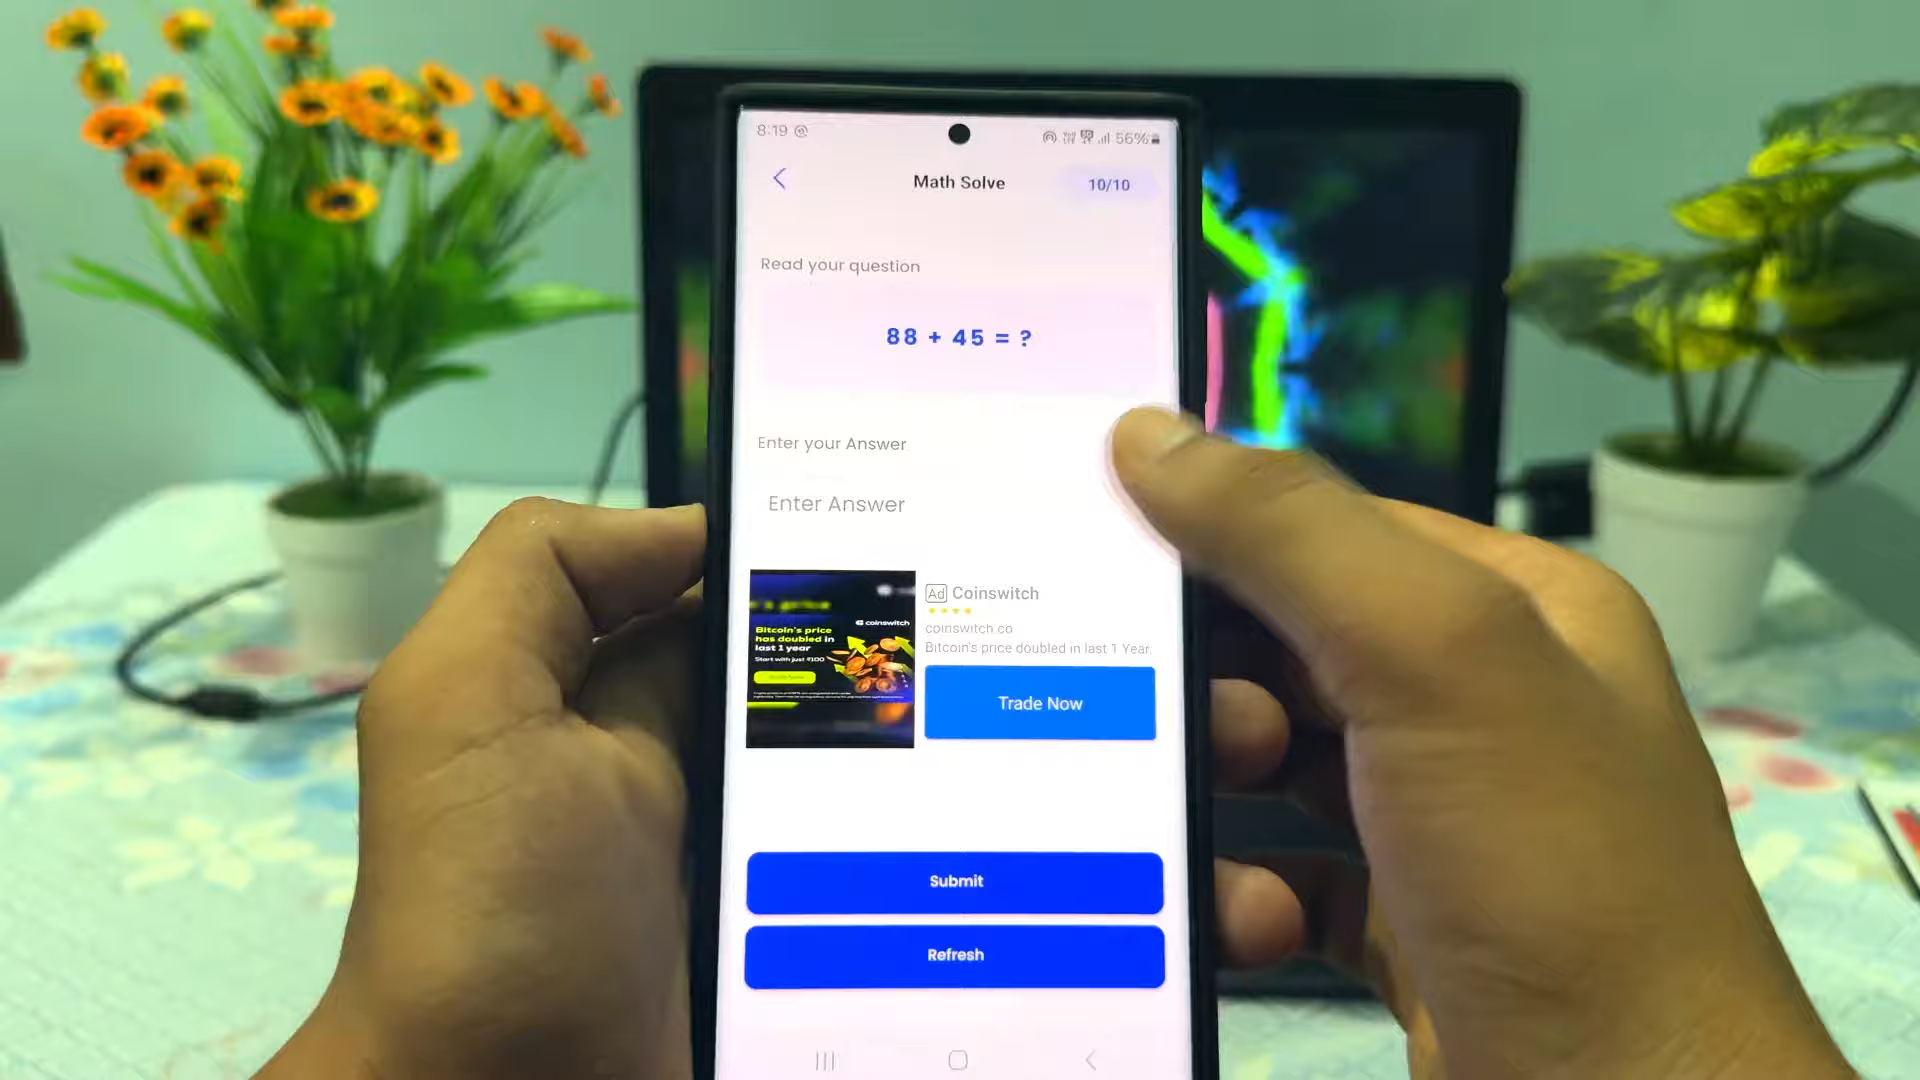 8:19
56%
Math Solve
10/10
Read your question
88 + 45 = ?
Enter your Answer
Enter Answer
coinswitch
Bitcoin's price
has doubled in
last 1 year
Start with just ₹100
Ad Coinswitch
coinswitch.co
Bitcoin's price doubled in last 1 Year.
Trade Now
Submit
Refresh